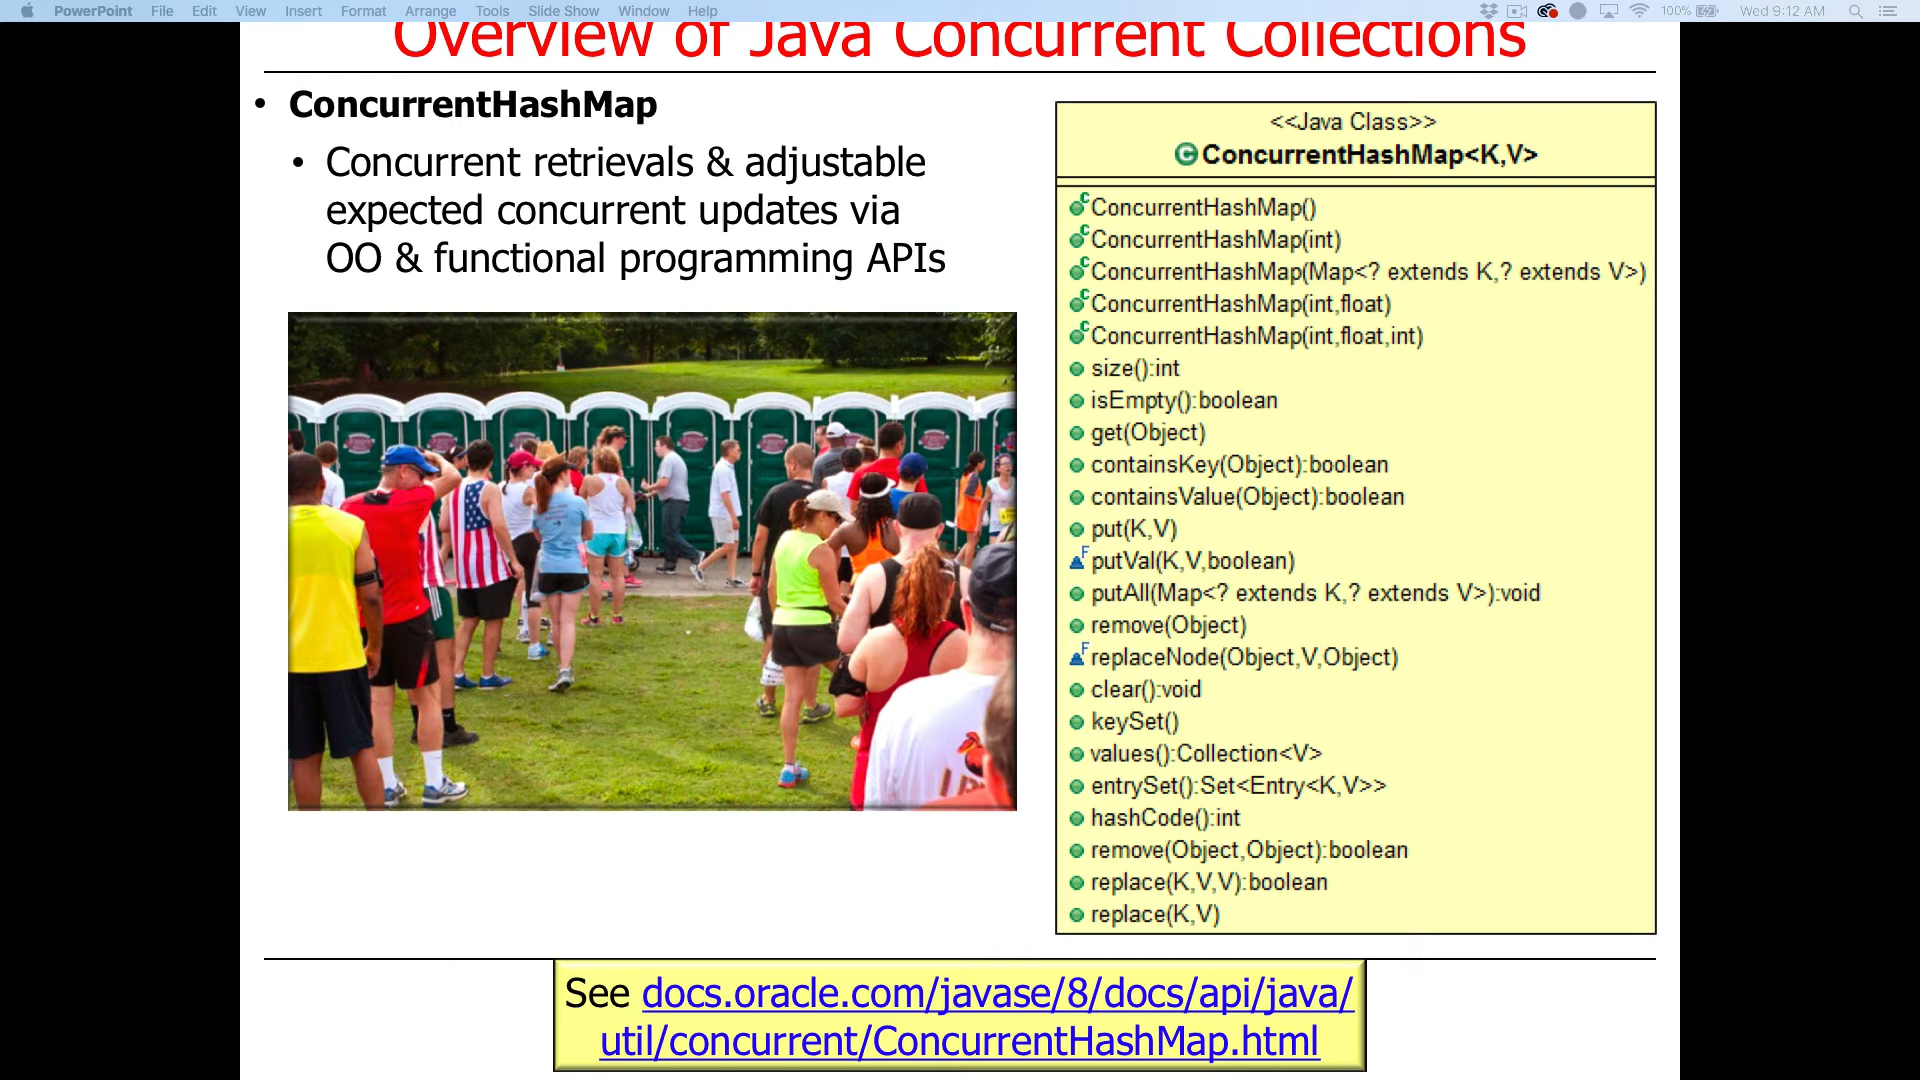 PowerPoint File Edit View Insert Format Arrange Tools Slide Show Window Help 100% Wed 9:12 AM
Overview of Java Concurrent Collections
• ConcurrentHashMap
• Concurrent retrievals & adjustable
expected concurrent updates via
OO & functional programming APIs
<<Java Class>>
ConcurrentHashMap<K,V>
ConcurrentHashMap()
ConcurrentHashMap(int)
ConcurrentHashMap(Map<? extends K,? extends V>)
ConcurrentHashMap(int,float)
ConcurrentHashMap(int,float,int)
size():int
isEmpty():boolean
get(Object)
containsKey(Object):boolean
containsValue(Object):boolean
put(K,V)
putVal(K,V,boolean)
putAll(Map<? extends K,? extends V>):void
remove(Object)
replaceNode(Object,V,Object)
clear():void
keySet()
values():Collection<V>
entrySet():Set<Entry<K,V>>
hashCode():int
remove(Object,Object):boolean
replace(K,V,V):boolean
replace(K,V)
See docs.oracle.com/javase/8/docs/api/java/
util/concurrent/ConcurrentHashMap.html